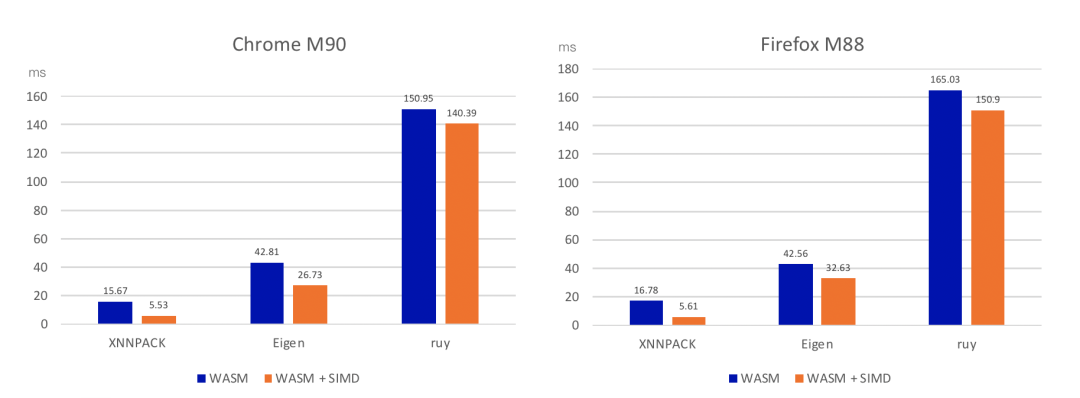 Chrome M90
ms
160
140
120
100
80
60
40
20
0
15.67
5.53
42.81
26.73
150.95
140.39
XNNPACK
Eigen
ruy
WASM
WASM + SIMD
Firefox M88
ms
180
160
140
120
100
80
60
40
20
0
16.78
5.61
42.56
32.63
165.03
150.9
XNNPACK
Eigen
ruy
WASM
WASM + SIMD